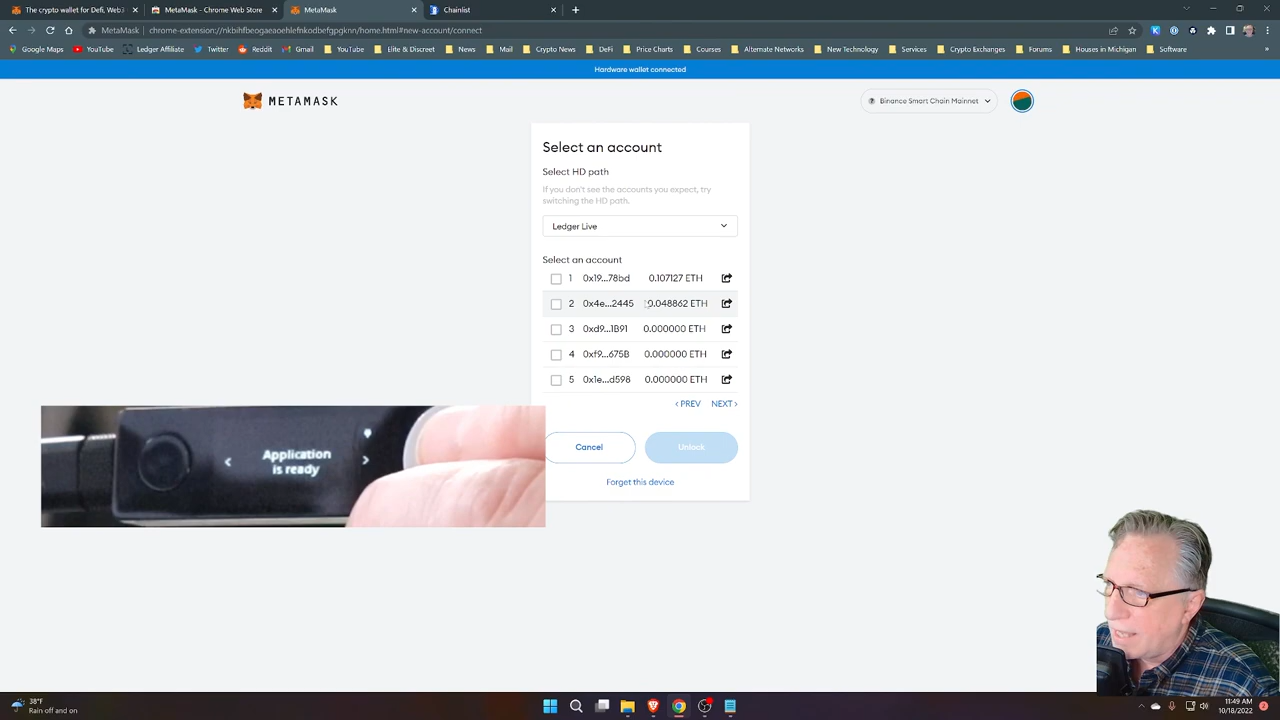 The crypto wallet for Defi, Web3
MetaMask - Chrome Web Store
MetaMask
Chainlist
MetaMask
chrome-extension://nkbihfbeogaeaoehlefnkodbefgpgknn/home.html#new-account/connect
Google Maps
YouTube
Ledger Affiliate
Twitter
Reddit
Gmail
YouTube
Elite & Discreet
News
Mail
Crypto News
DeFi
Price Charts
Courses
Alternate Networks
New Technology
Services
Crypto Exchanges
Forums
Houses in Michigan
Software
Hardware wallet connected
METAMASK
Binance Smart Chain Mainnet
Select an account
Select HD path
If you don't see the accounts you expect, try
switching the HD path.
Ledger Live
Select an account
1 0x19...78bd 0.107127 ETH
2 0x4e...2445 0.048862 ETH
3 0xd9...1B91 0.000000 ETH
4 0xf9...675B 0.000000 ETH
5 0x1e...d598 0.000000 ETH
< PREV NEXT >
Cancel
Unlock
Forget this device
Application
is ready
38°F
Rain off and on
11:49 AM
10/18/2022
2